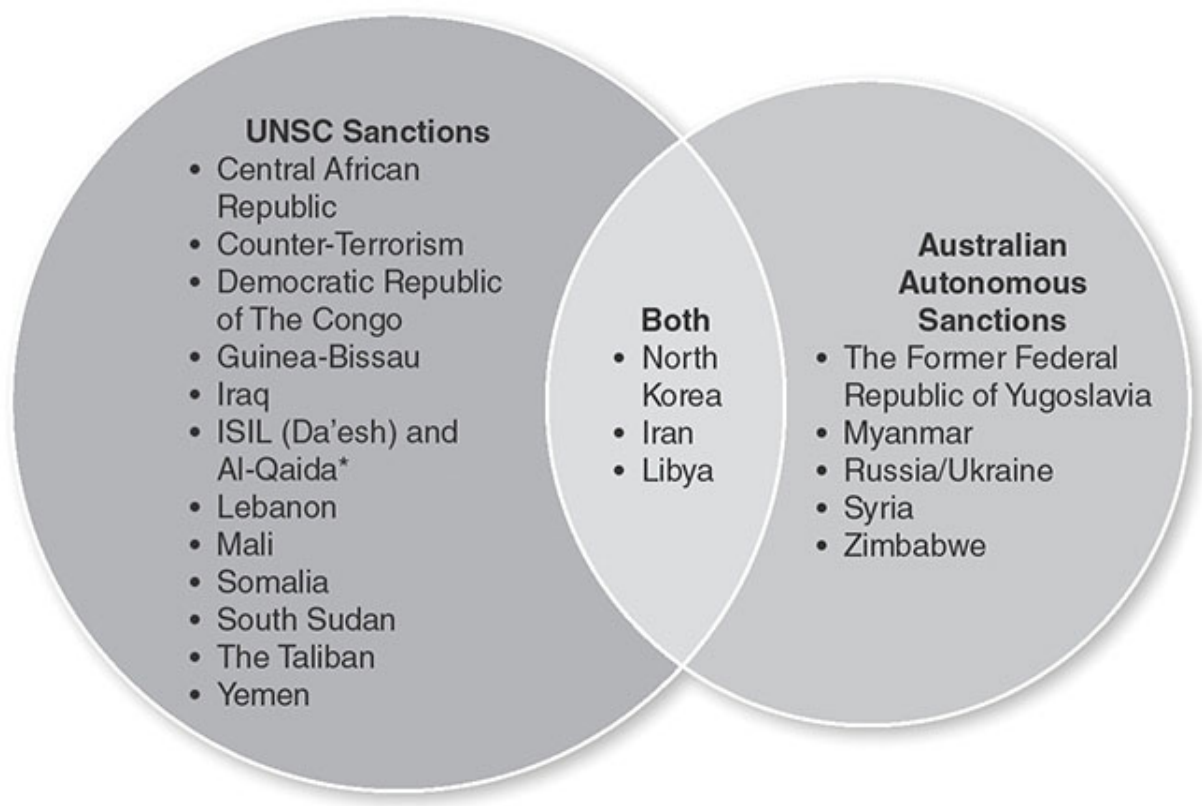 UNSC Sanctions
• Central African
Republic
• Counter-Terrorism
• Democratic Republic
of The Congo
• Guinea-Bissau
• Iraq
• ISIL (Da'esh) and
Al-Qaida*
• Lebanon
• Mali
• Somalia
• South Sudan
• The Taliban
• Yemen
Both
• North
Korea
• Iran
• Libya
Australian
Autonomous
Sanctions
• The Former Federal
Republic of Yugoslavia
• Myanmar
• Russia/Ukraine
• Syria
• Zimbabwe